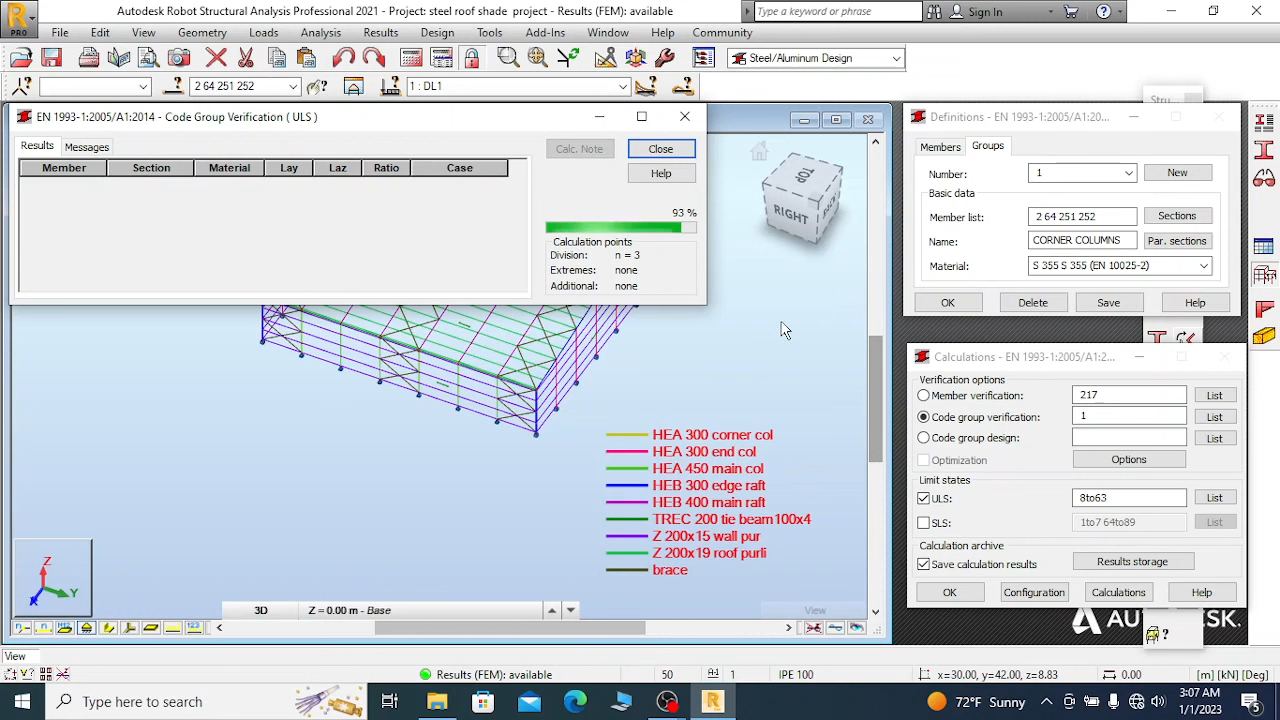 Autodesk Robot Structural Analysis Professional 2021 - Project: steel roof shade project - Results (FEM): available
Type a keyword or phrase
Sign In
PRO
File Edit View Geometry Loads Analysis Results Design Tools Add-Ins Window Help Community
Steel/Aluminum Design
2 64 251 252
1 : DL1
EN 1993-1:2005/A1:2014 - Code Group Verification ( ULS )
Results Messages
Member Section Material Lay Laz Ratio Case
Calc. Note Close
Help
93 %
Calculation points
Division: n = 3
Extremes: none
Additional: none
TOP
RIGHT
HEA 300 corner col
HEA 300 end col
HEA 450 main col
HEB 300 edge raft
HEB 400 main raft
TREC 200 tie beam100x4
Z 200x15 wall pur
Z 200x19 roof purli
brace
Z
Y
X
3D Z = 0.00 m - Base
View
Definitions - EN 1993-1:2005/A1:20...
Members Groups
Number: 1 New
Basic data
Member list: 2 64 251 252 Sections
Name: CORNER COLUMNS Par. sections
Material: S 355 S 355 (EN 10025-2)
OK Delete Save Help
Calculations - EN 1993-1:2005/A1:2...
Verification options
Member verification: 217 List
Code group verification: 1 List
Code group design: List
Optimization Options
Limit states
ULS: 8to63 List
SLS: 1to7 64to89 List
Calculation archive
Save calculation results Results storage
OK Configuration Calculations Help
AUTODESK.
View
Results (FEM): available 50 1 IPE 100 x=30.00, y=42.00, z=8.83 0.00 [m] [kN] [Deg]
Type here to search
72°F Sunny
3:07 AM
1/1/2023
5